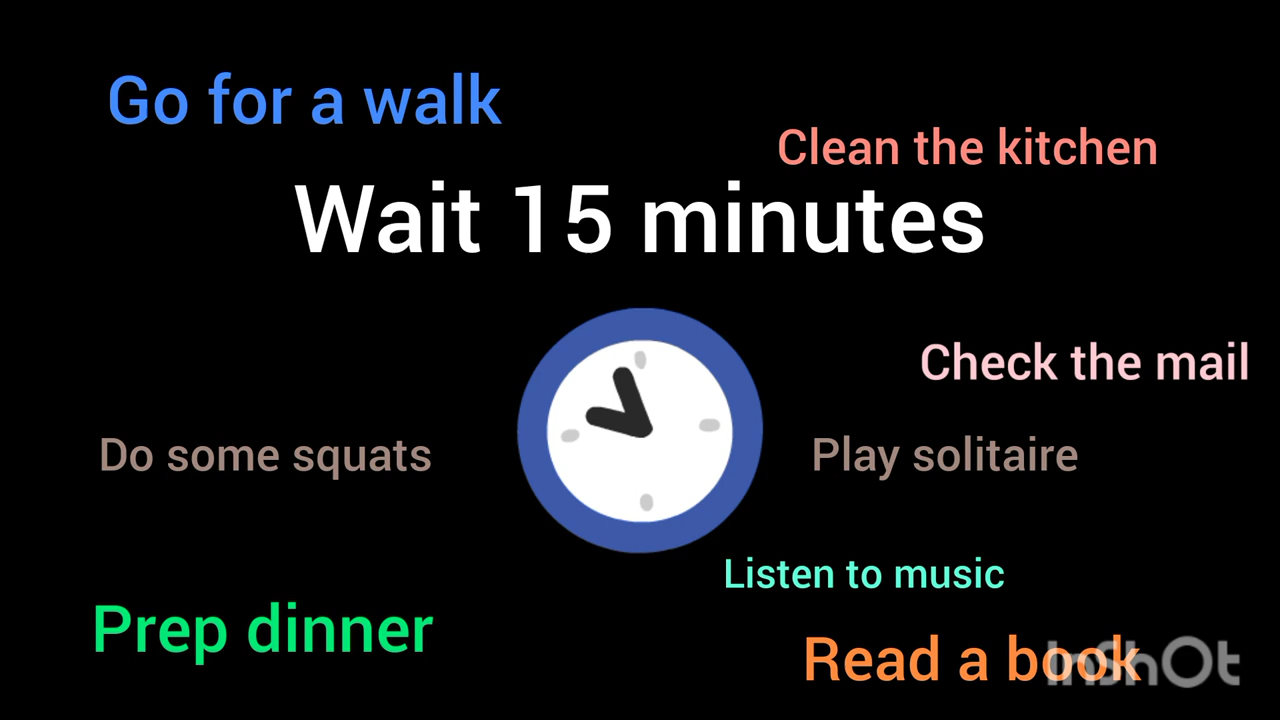 Go for a walk
Clean the kitchen
Wait 15 minutes
Check the mail
Do some squats
Play solitaire
Listen to music
Prep dinner
Read a book
InShOt